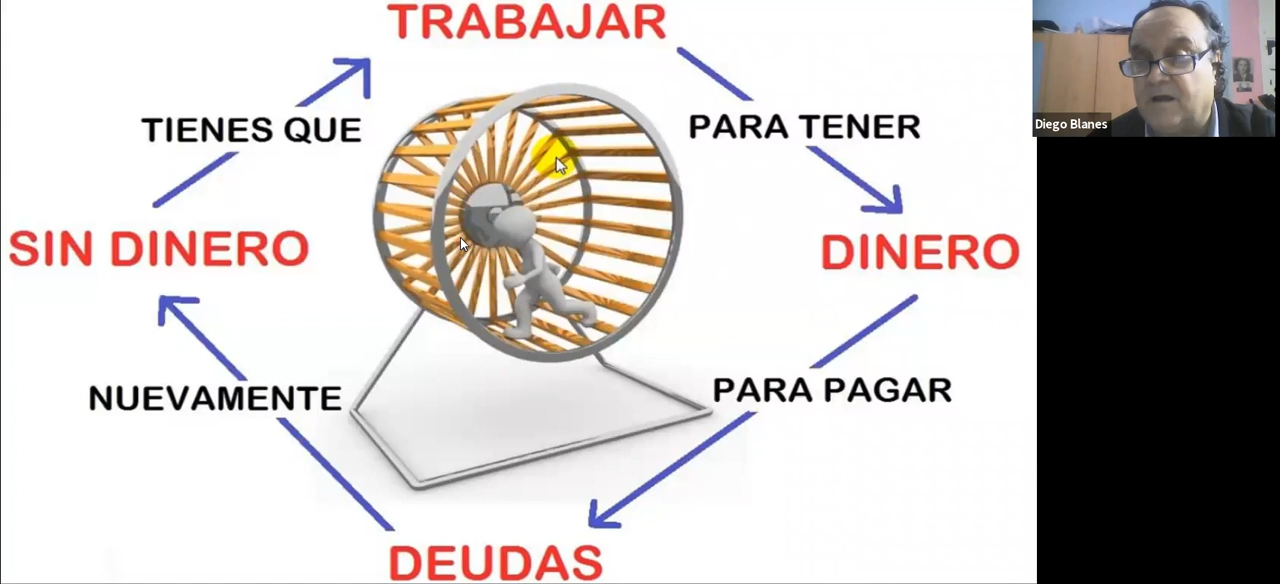 TRABAJAR
PARA TENER
DINERO
PARA PAGAR
DEUDAS
NUEVAMENTE
SIN DINERO
TIENES QUE
Diego Blanes